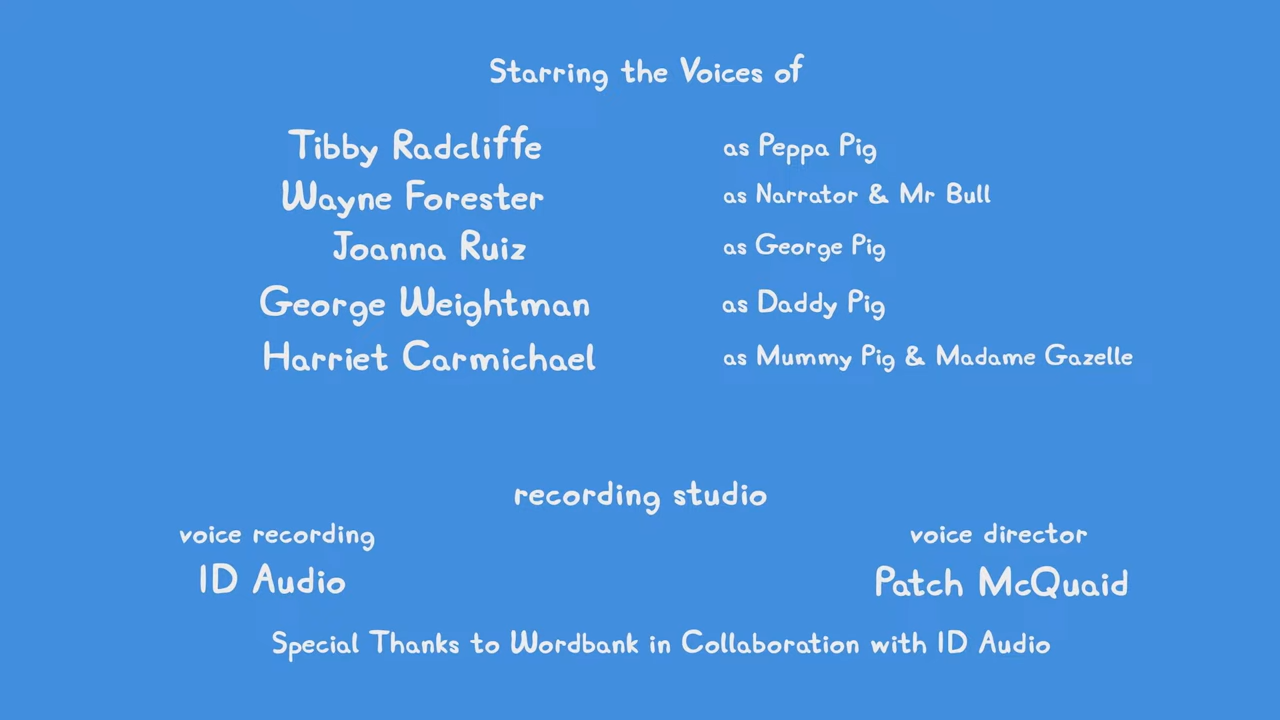 Starring the Voices of
Tibby Radcliffe as Peppa Pig
Wayne Forester as Narrator & Mr Bull
Joanna Ruiz as George Pig
George Weightman as Daddy Pig
Harriet Carmichael as Mummy Pig & Madame Gazelle
recording studio
voice recording voice director
ID Audio Patch McQuaid
Special Thanks to Wordbank in Collaboration with ID Audio